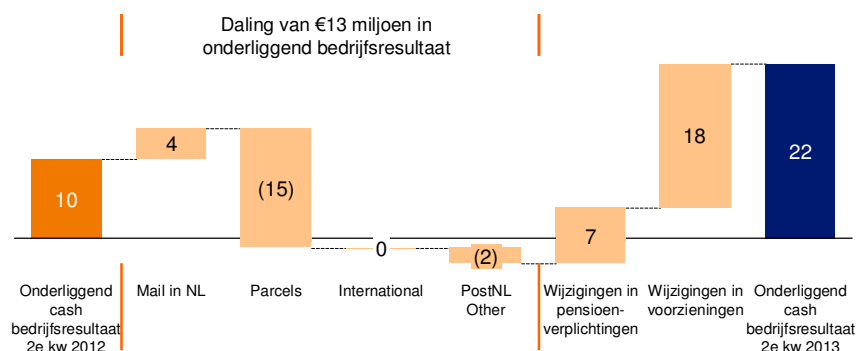 Daling van €13 miljoen in
onderliggend bedrijfsresultaat
10
4
(15)
0
(2)
7
18
22
Onderliggend
cash
bedrijfsresultaat
2e kw 2012
Mail in NL
Parcels
International
PostNL
Other
Wijzigingen in
pensioen-
verplichtingen
Wijzigingen in
voorzieningen
Onderliggend
cash
bedrijfsresultaat
2e kw 2013